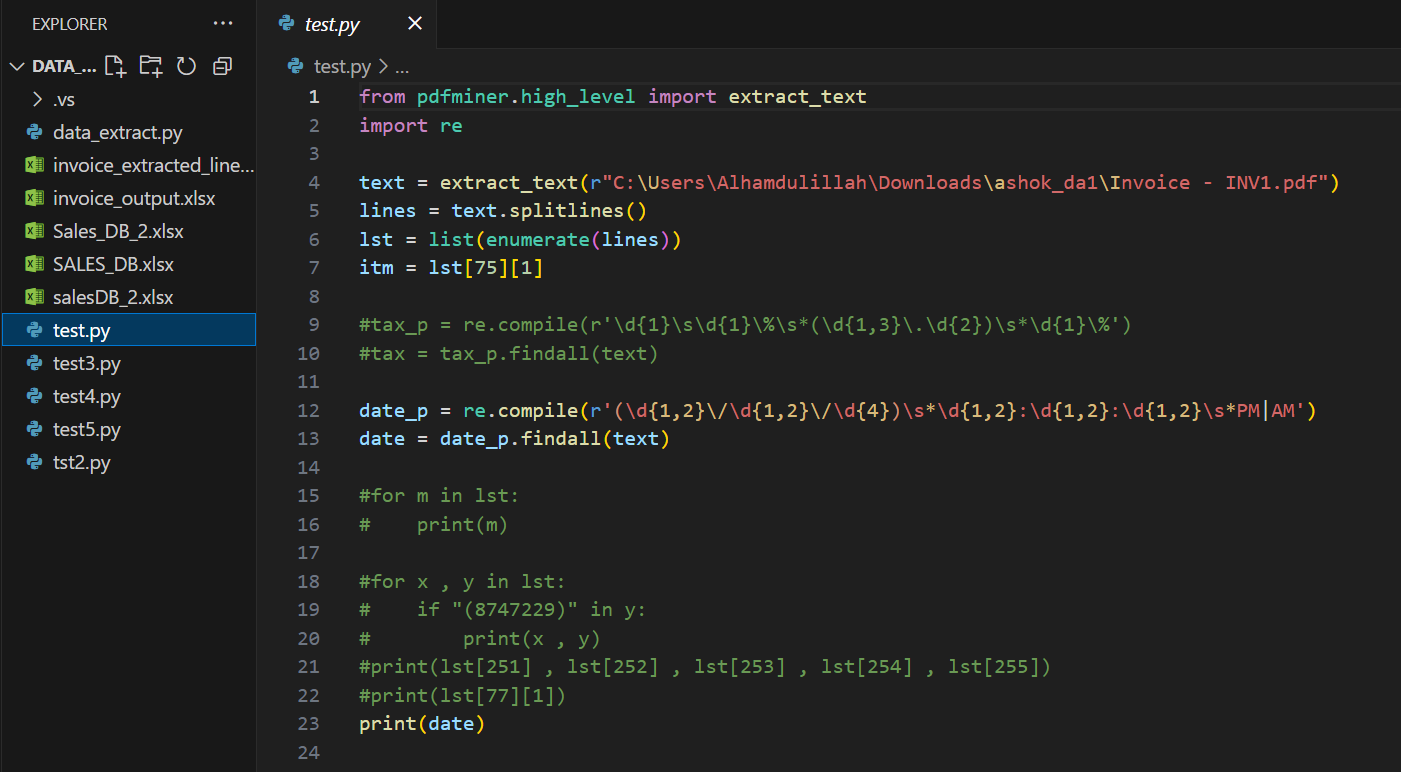 EXPLORER
···
DATA_...
.vs
data_extract.py
invoice_extracted_line...
invoice_output.xlsx
Sales_DB_2.xlsx
SALES_DB.xlsx
salesDB_2.xlsx
test.py
test3.py
test4.py
test5.py
tst2.py
test.py
test.py > ...
1 from pdfminer.high_level import extract_text
2 import re
3
4 text = extract_text(r"C:\Users\Alhamdulillah\Downloads\ashok_da1\Invoice - INV1.pdf")
5 lines = text.splitlines()
6 lst = list(enumerate(lines))
7 itm = lst[75][1]
8
9 #tax_p = re.compile(r'\d{1}\s\d{1}\%\s*(\d{1,3}\.\d{2})\s*\d{1}\%')
10 #tax = tax_p.findall(text)
11
12 date_p = re.compile(r'(\d{1,2}\/\d{1,2}\/\d{4})\s*\d{1,2}:\d{1,2}:\d{1,2}\s*PM|AM')
13 date = date_p.findall(text)
14
15 #for m in lst:
16 #    print(m)
17
18 #for x , y in lst:
19 #    if "(8747229)" in y:
20 #        print(x , y)
21 #print(lst[251] , lst[252] , lst[253] , lst[254] , lst[255])
22 #print(lst[77][1])
23 print(date)
24